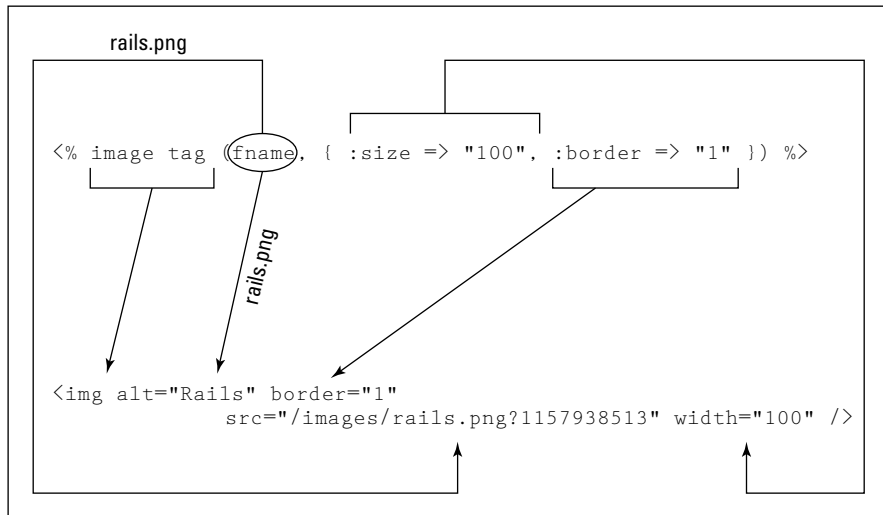 rails.png
<% image tag (fname, { :size => "100", :border => "1" }) %>
rails.png
<img alt="Rails" border="1"
src="/images/rails.png?1157938513" width="100" />